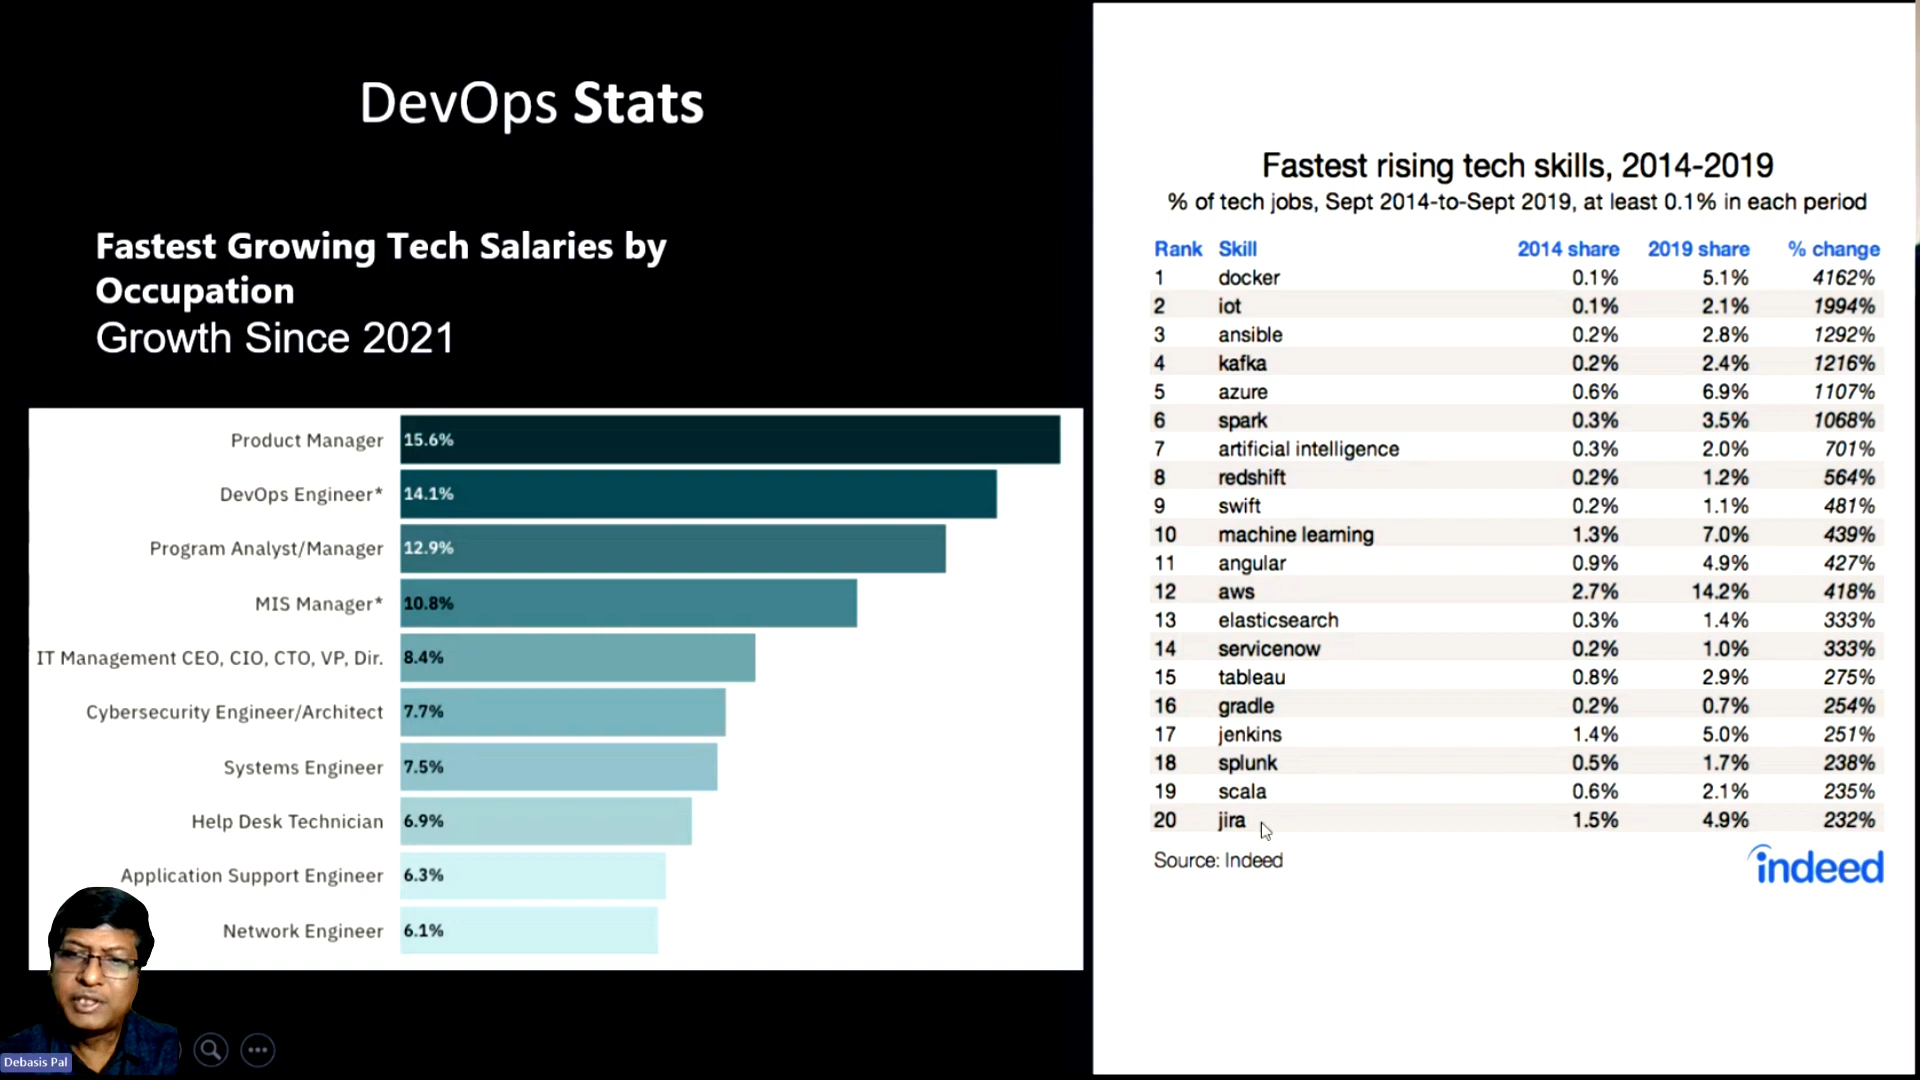 DevOps Stats
Fastest Growing Tech Salaries by
Occupation
Growth Since 2021
Product Manager 15.6%
DevOps Engineer* 14.1%
Program Analyst/Manager 12.9%
MIS Manager* 10.8%
IT Management CEO, CIO, CTO, VP, Dir. 8.4%
Cybersecurity Engineer/Architect 7.7%
Systems Engineer 7.5%
Help Desk Technician 6.9%
Application Support Engineer 6.3%
Network Engineer 6.1%
Debasis Pal
Fastest rising tech skills, 2014-2019
% of tech jobs, Sept 2014-to-Sept 2019, at least 0.1% in each period
Rank Skill 2014 share 2019 share % change
1 docker 0.1% 5.1% 4162%
2 iot 0.1% 2.1% 1994%
3 ansible 0.2% 2.8% 1292%
4 kafka 0.2% 2.4% 1216%
5 azure 0.6% 6.9% 1107%
6 spark 0.3% 3.5% 1068%
7 artificial intelligence 0.3% 2.0% 701%
8 redshift 0.2% 1.2% 564%
9 swift 0.2% 1.1% 481%
10 machine learning 1.3% 7.0% 439%
11 angular 0.9% 4.9% 427%
12 aws 2.7% 14.2% 418%
13 elasticsearch 0.3% 1.4% 333%
14 servicenow 0.2% 1.0% 333%
15 tableau 0.8% 2.9% 275%
16 gradle 0.2% 0.7% 254%
17 jenkins 1.4% 5.0% 251%
18 splunk 0.5% 1.7% 238%
19 scala 0.6% 2.1% 235%
20 jira 1.5% 4.9% 232%
Source: Indeed
indeed